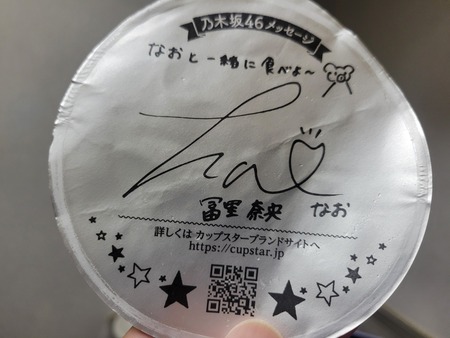 乃木坂46メッセージ
なおと一緒に食べよ〜
冨里奈央 なお
詳しくは カップスターブランドサイトへ
https://cupstar.jp